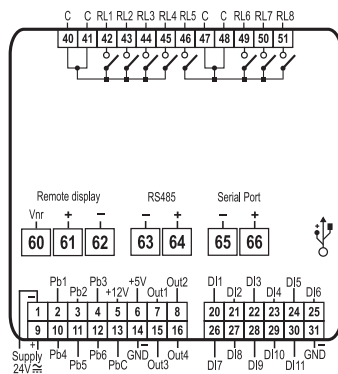 C C RL1 RL2 RL3 RL4 RL5 C C RL6 RL7 RL8
40 41 42 43 44 45 46 47 48 49 50 51
Remote display RS485 Serial Port
Vnr + − − + − +
60 61 62 63 64 65 66
Pb1 Pb3 +5V Out2 DI1 DI3 DI5
Pb2 +12V Out1 DI2 DI4 DI6
− 1 2 3 4 5 6 7 8 20 21 22 23 24 25
+ 9 10 11 12 13 14 15 16 26 27 28 29 30 31
Supply Pb4 Pb6 GND Out4 DI8 DI10 GND
24V Pb5 PbC Out3 DI7 DI9 DI11